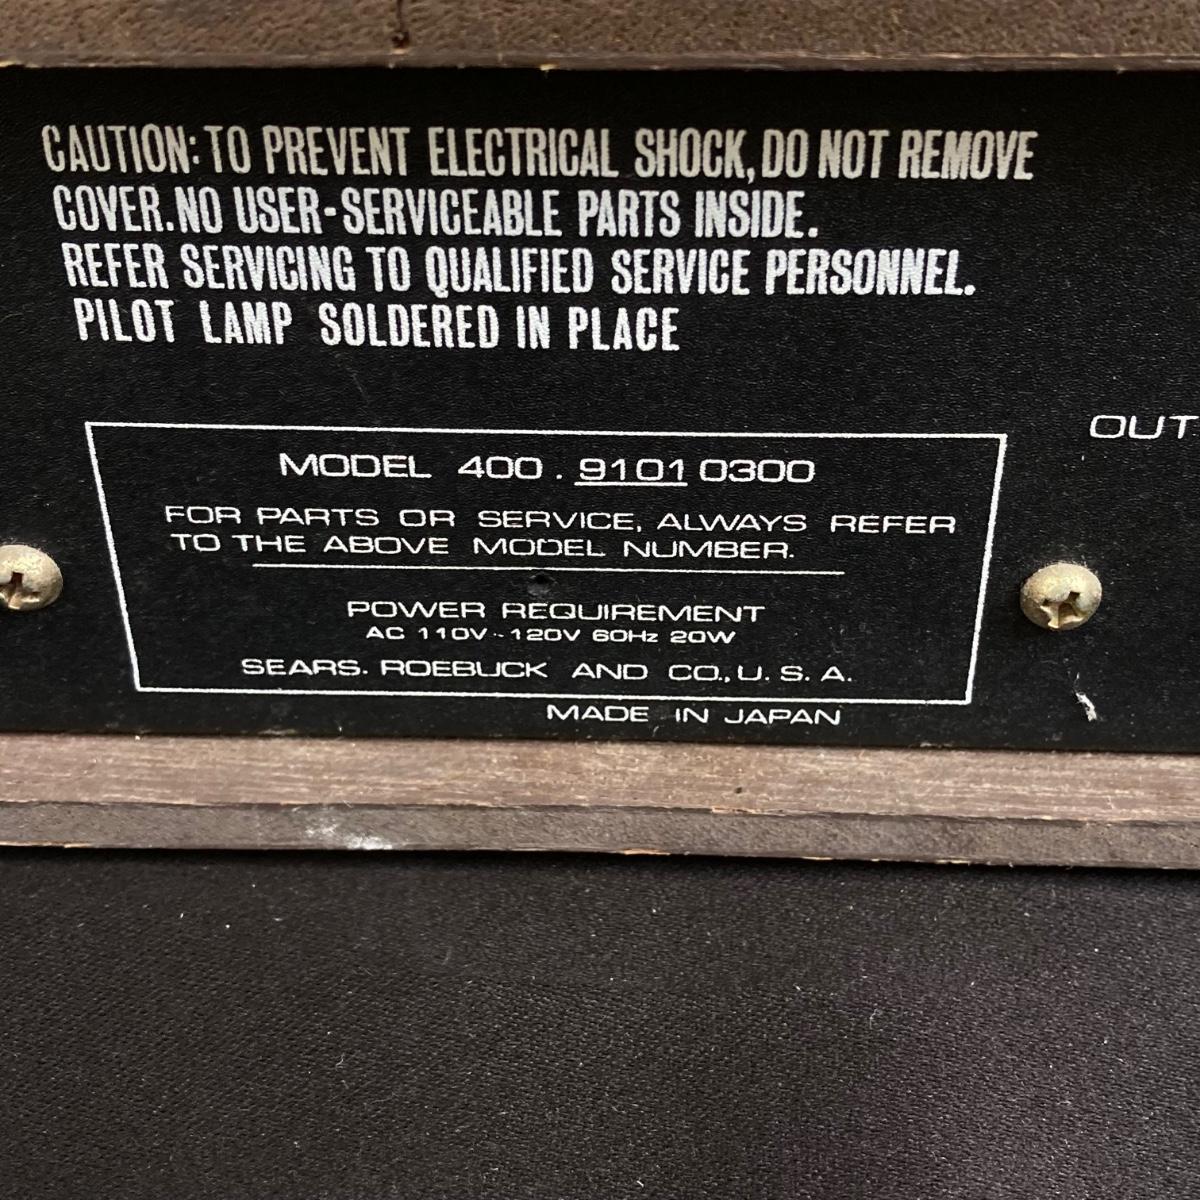 CAUTION: TO PREVENT ELECTRICAL SHOCK, DO NOT REMOVE
COVER. NO USER-SERVICEABLE PARTS INSIDE.
REFER SERVICING TO QUALIFIED SERVICE PERSONNEL.
PILOT LAMP SOLDERED IN PLACE
OUT
MODEL 400.91010300
FOR PARTS OR SERVICE, ALWAYS REFER
TO THE ABOVE MODEL NUMBER.
POWER REQUIREMENT
AC 110V-120V 60Hz 20W
SEARS. ROEBUCK AND CO., U. S. A.
MADE IN JAPAN